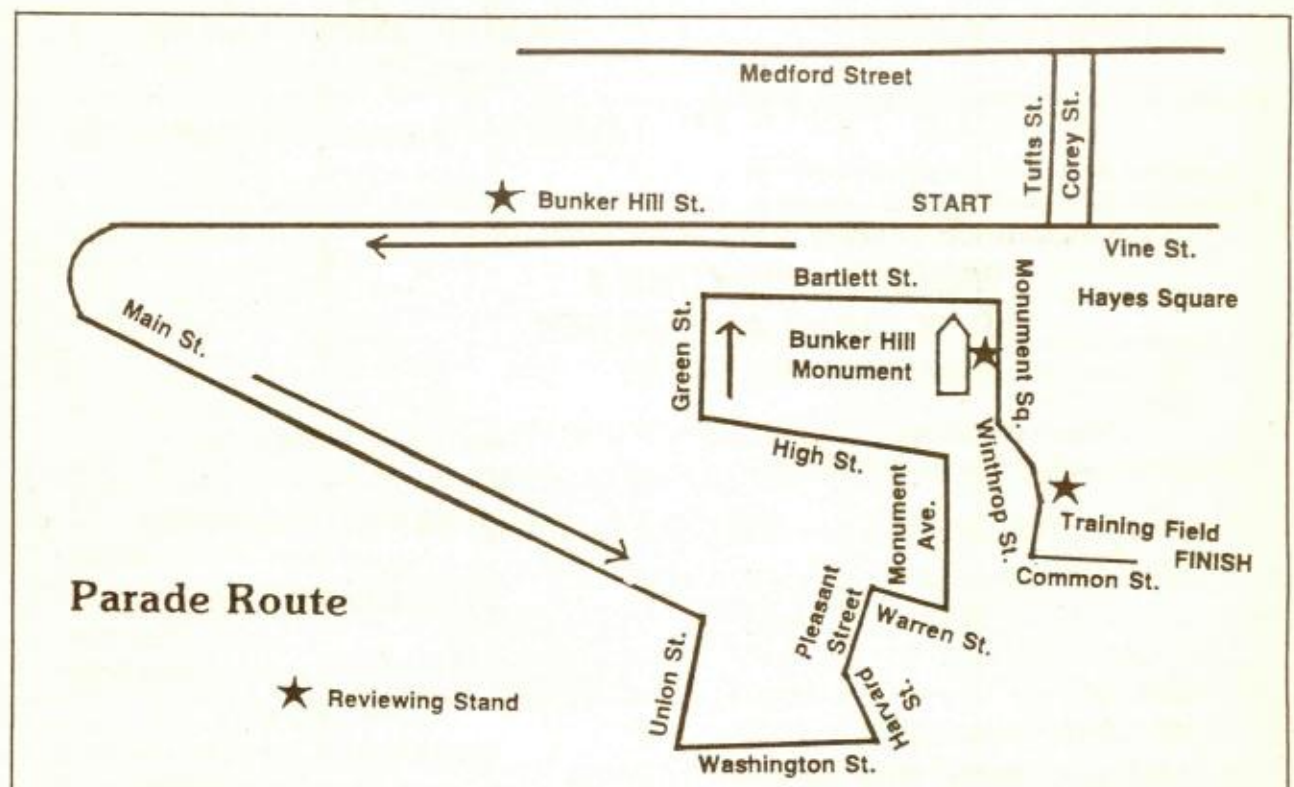 Medford Street
Tufts St.
Corey St.
Bunker Hill St.
START
Vine St.
Bartlett St.
Monument Sq.
Hayes Square
Main St.
Green St.
Bunker Hill
Monument
High St.
Winthrop St.
Monument
Ave.
Training Field
FINISH
Common St.
Parade Route
Pleasant
Street
Warren St.
Union St.
Harvard
St.
Reviewing Stand
Washington St.